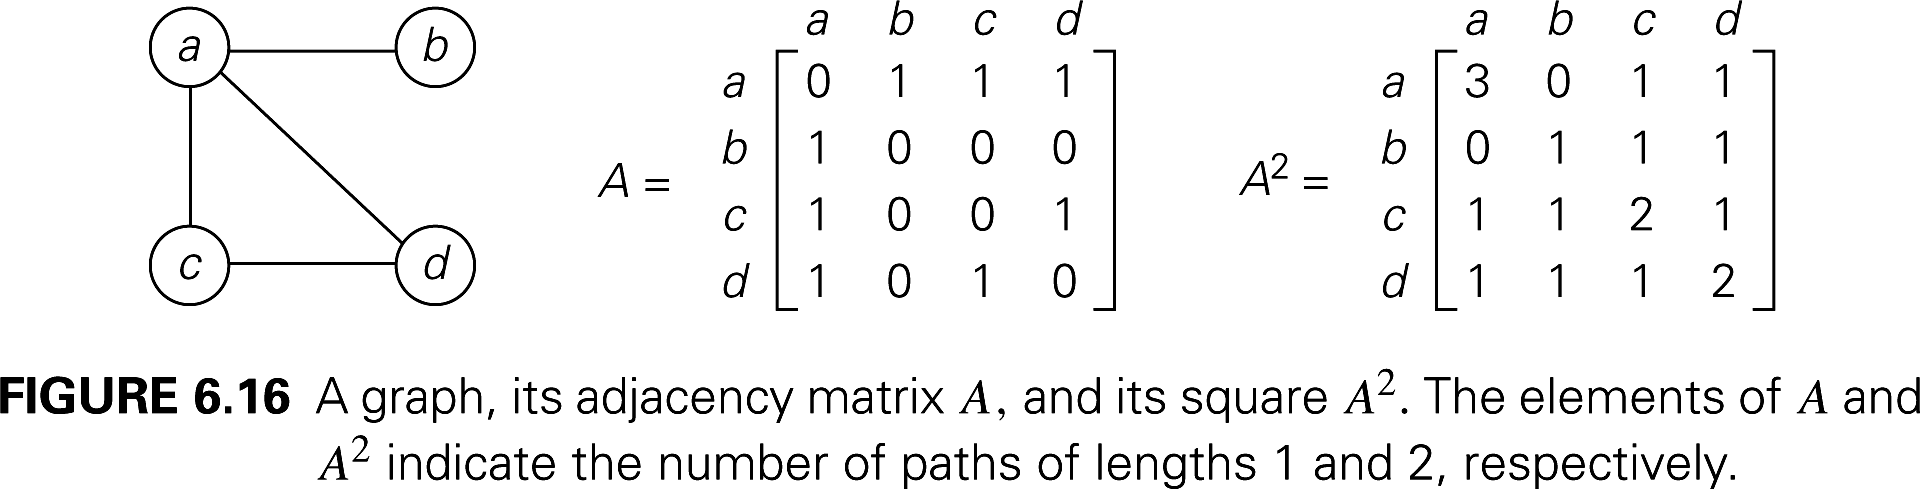 a b
c d
a b c d
a 0 1 1 1
b 1 0 0 0
A =
c 1 0 0 1
d 1 0 1 0
a b c d
a 3 0 1 1
b 0 1 1 1
A² =
c 1 1 2 1
d 1 1 1 2
FIGURE 6.16 A graph, its adjacency matrix A, and its square A². The elements of A and
A² indicate the number of paths of lengths 1 and 2, respectively.